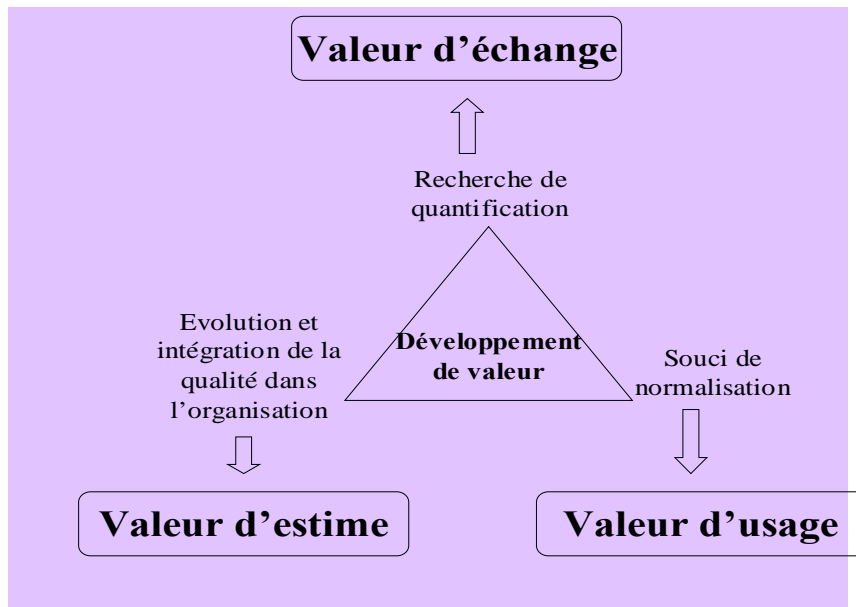 Valeur d’échange
Recherche de
quantification
Evolution et
intégration de la
qualité dans
l’organisation
Développement
de valeur
Souci de
normalisation
Valeur d’estime
Valeur d’usage